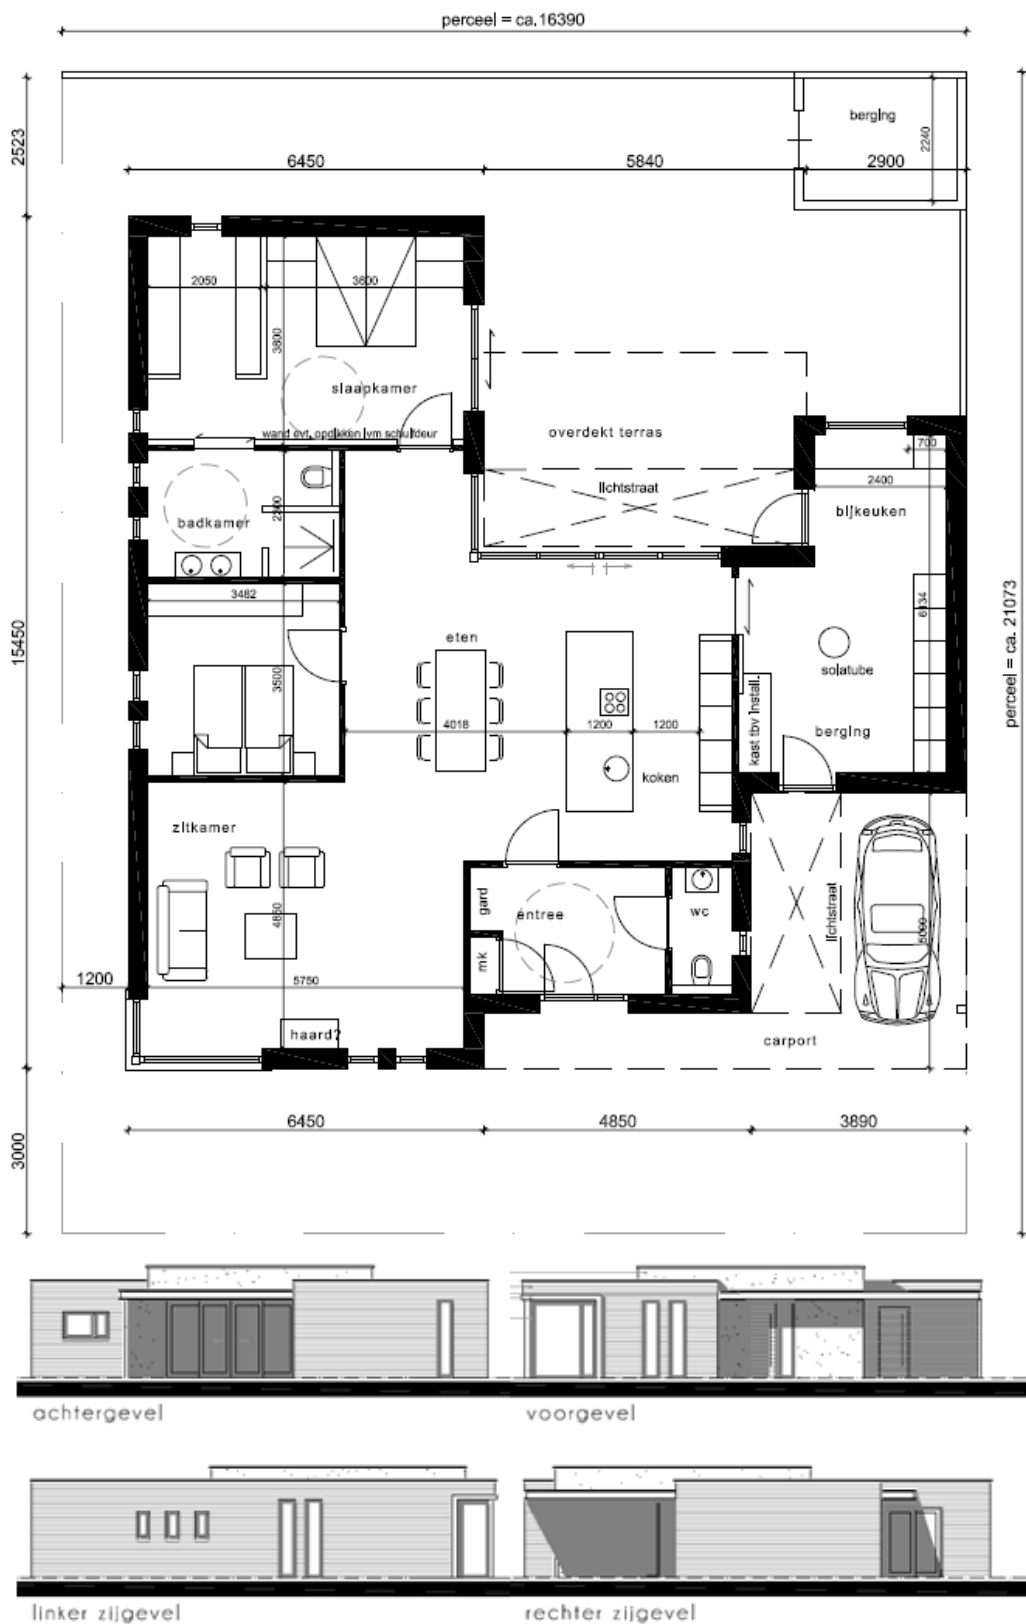 perceel = ca.16390
2523
berging
2240
6450 5840 2900
2050 3600
3800
slaapkamer
wand evt. opdikken ivm schuifdeur
overdekt terras
700
2400
lichtstraat
bijkeuken
badkamer
2300
3482
15450
perceel = ca. 21073
eten
6134
3500
solatube
4018 1200 1200
kast tbv install.
berging
koken
zitkamer
gard
entree
wc
lichtstraat
4850
5000
mk
1200
5750
haard?
carport
6450 4850 3890
3000
achtergevel
voorgevel
linker zijgevel
rechter zijgevel